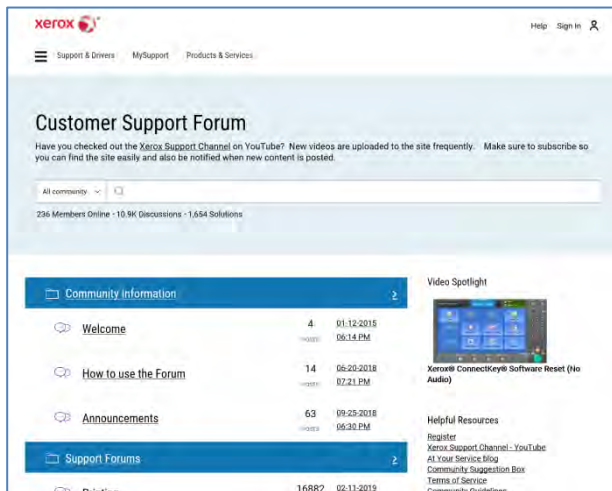 xerox
Help Sign In
Support & Drivers MySupport Products & Services
Customer Support Forum
Have you checked out the Xerox Support Channel on YouTube? New videos are uploaded to the site frequently. Make sure to subscribe so
you can find the site easily and also be notified when new content is posted.
All community
236 Members Online · 10.9K Discussions · 1,654 Solutions
Community Information 2
Welcome 4 01-12-2015
06:14 PM
How to use the Forum 14 06-20-2018
07:21 PM
Announcements 63 09-25-2018
06:30 PM
Support Forums 2
16882 02-11-2019
Video Spotlight
Xerox® ConnectKey® Software Reset (No
Audio)
Helpful Resources
Register
Xerox Support Channel - YouTube
At Your Service blog
Community Suggestion Box
Terms of Service
Community Guidelines